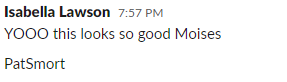 Isabella Lawson 7:57 PM
YOOO this looks so good Moises
PatSmort